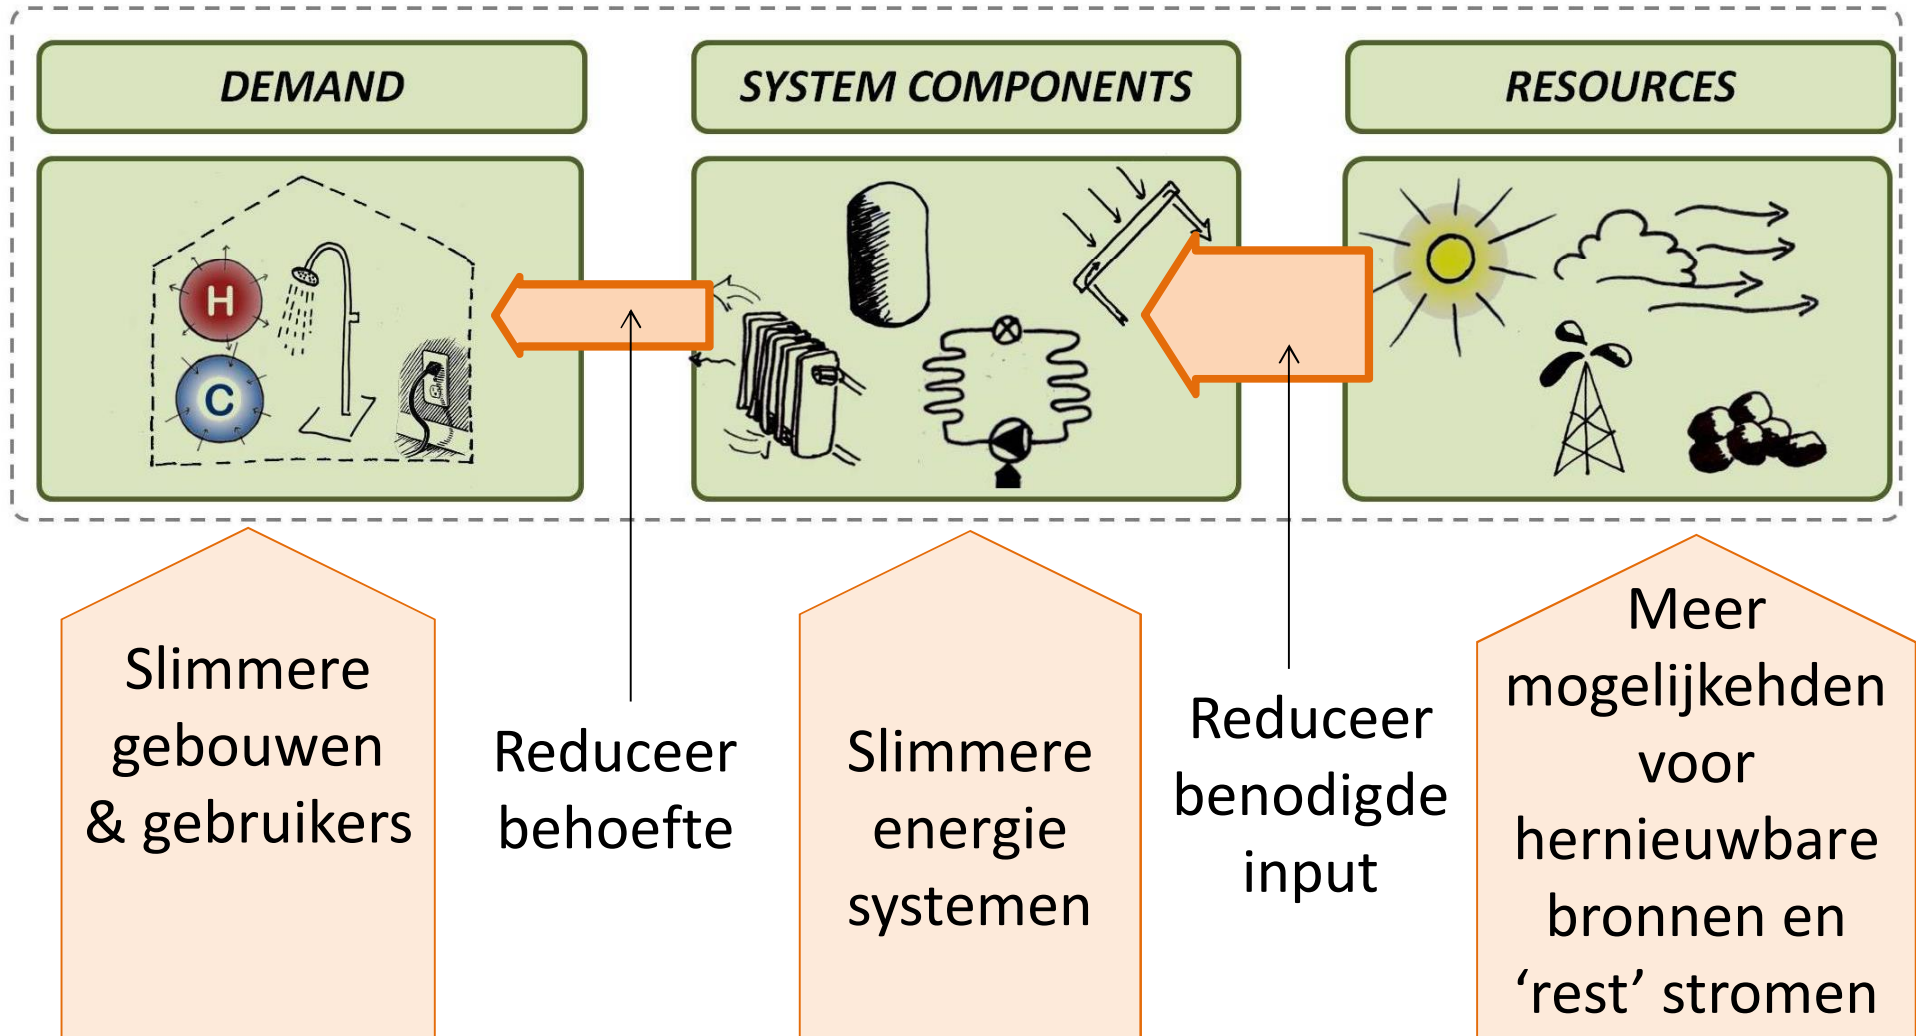 DEMAND
SYSTEM COMPONENTS
RESOURCES
H
C
Slimmere
gebouwen
& gebruikers
Reduceer
behoefte
Slimmere
energie
systemen
Reduceer
benodigde
input
Meer
mogelijkehden
voor
hernieuwbare
bronnen en
‘rest’ stromen